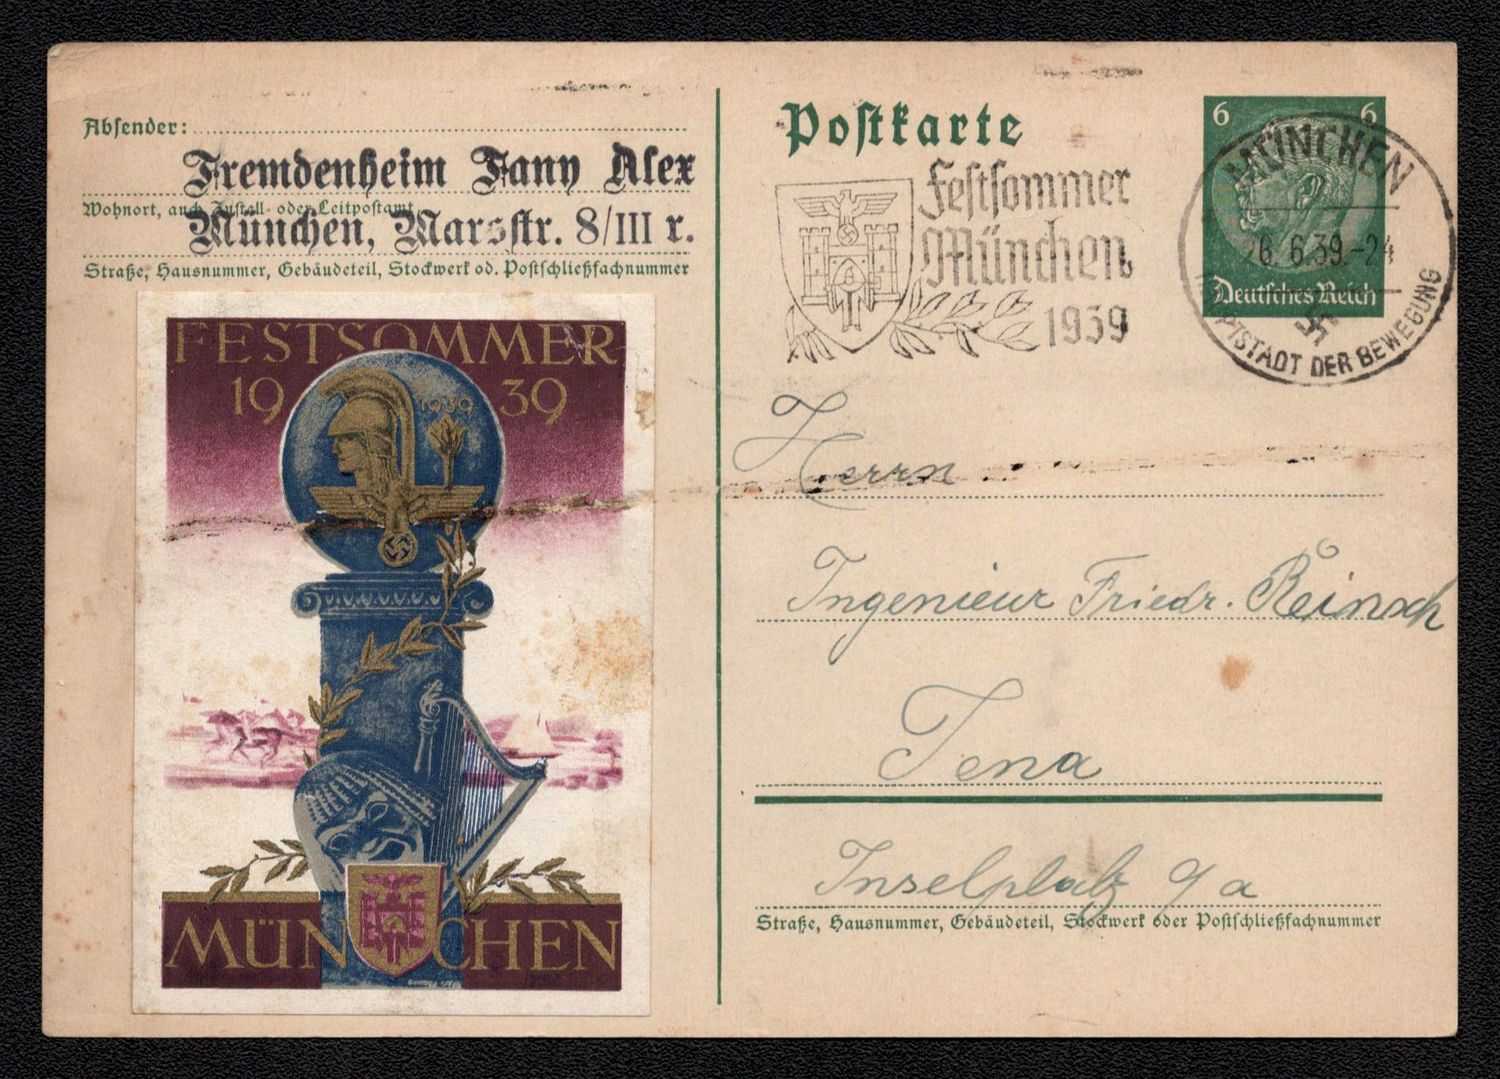 Absender:
Fremdenheim Fany Alex
Wohnort, auch Zustell- oder Leitpostamt
München, Marsstr. 8/III r.
Straße, Hausnummer, Gebäudeteil, Stockwerk od. Postschließfachnummer
FESTSOMMER
19 39
1939
MÜNCHEN
Postkarte
Festsommer
München
1939
6 6
Deutsches Reich
MÜNCHEN
26.6.39.-24
HAUPTSTADT DER BEWEGUNG
Herrn
Ingenieur Friedr. Reinsch
Jena
Inselplatz 9 a
Straße, Hausnummer, Gebäudeteil, Stockwerk oder Postschließfachnummer